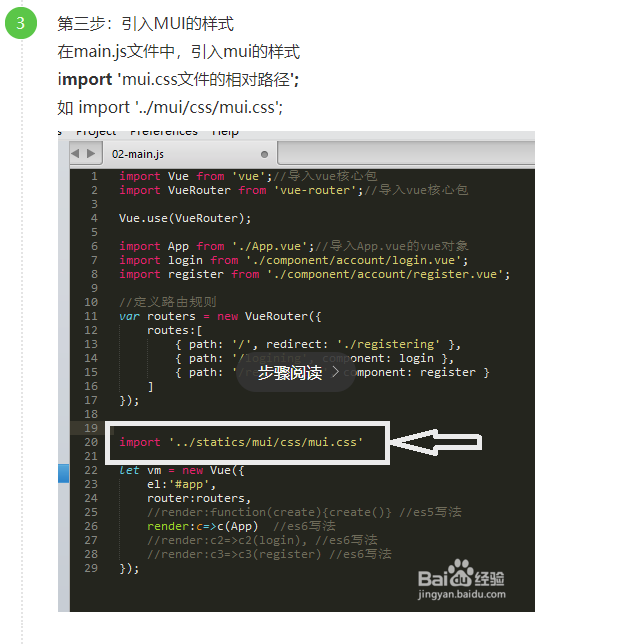 3
第三步：引入MUI的样式
在main.js文件中，引入mui的样式
import 'mui.css文件的相对路径';
如 import '../mui/css/mui.css';
Project Preferences Help
02-main.js
1 import Vue from 'vue';//导入vue核心包
2 import VueRouter from 'vue-router';//导入vue核心包
3
4 Vue.use(VueRouter);
5
6 import App from './App.vue';//导入App.vue的vue对象
7 import login from './component/account/login.vue';
8 import register from './component/account/register.vue';
9
10 //定义路由规则
11 var routers = new VueRouter({
12 routes:[
13 { path: '/', redirect: './registering' },
14 { path: '/logining', component: login },
15 { path: component: register }
16 ]
17 });
18
19
20 import '../statics/mui/css/mui.css'
21
22 let vm = new Vue({
23 el:'#app',
24 router:routers,
25 //render:function(create){create()} //es5写法
26 render:c=>c(App) //es6写法
27 //render:c2=>c2(login), //es6写法
28 //render:c3=>c3(register) //es6写法
29 });
步骤阅读
Baidu经验
jingyan.baidu.com